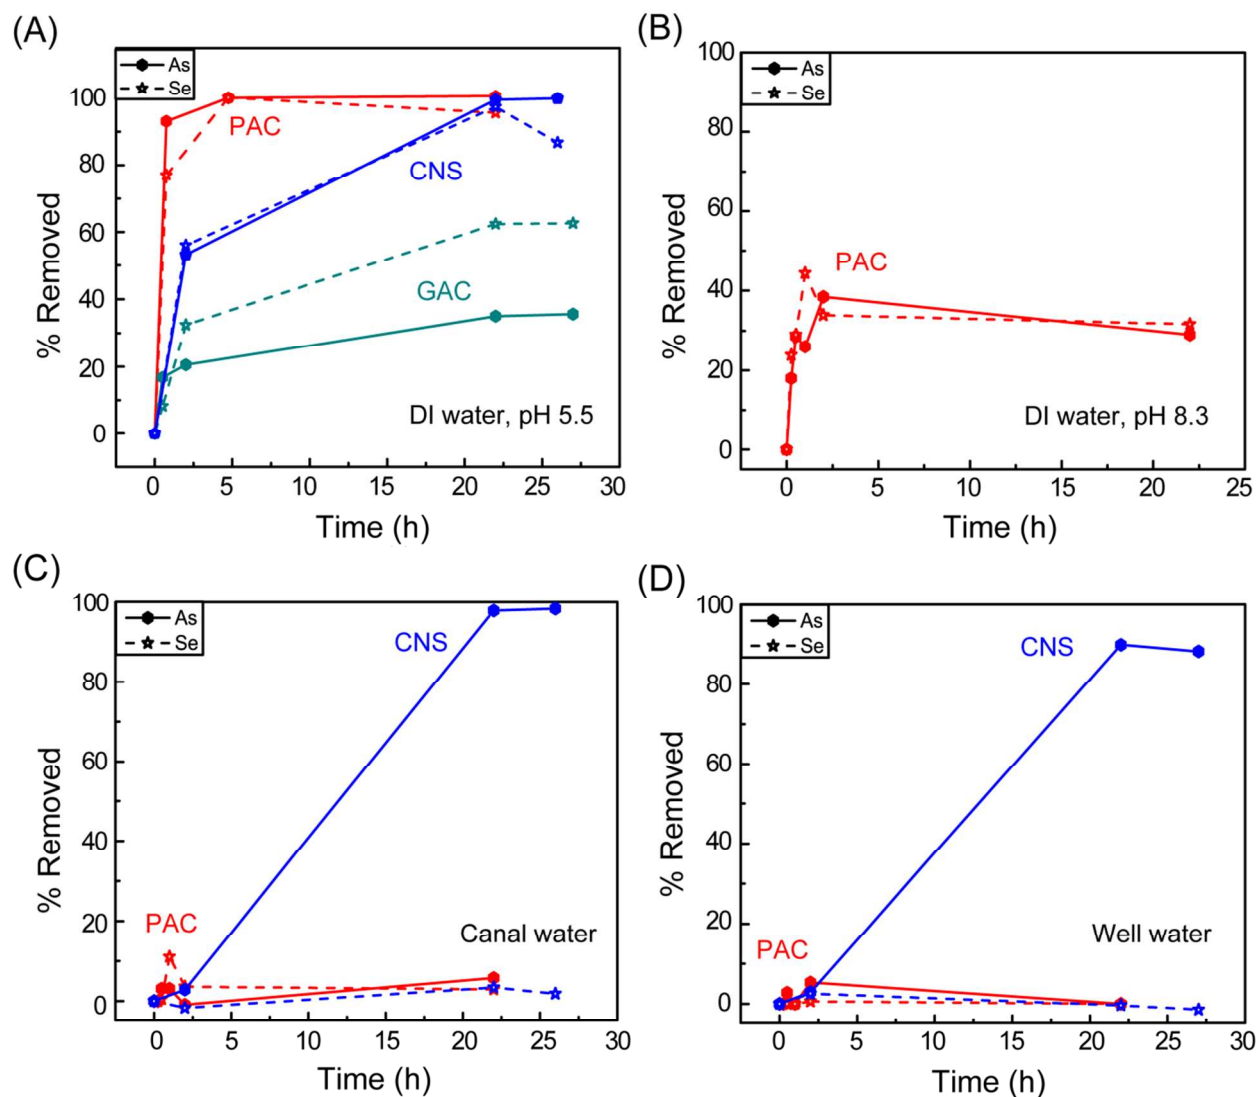 (A)
As
Se
100
80
60
40
20
0
% Removed
PAC
CNS
GAC
DI water, pH 5.5
0 5 10 15 20 25 30
Time (h)
(B)
As
Se
100
80
60
40
20
0
% Removed
PAC
DI water, pH 8.3
0 5 10 15 20 25
Time (h)
(C)
As
Se
100
80
60
40
20
0
% Removed
CNS
PAC
Canal water
0 5 10 15 20 25 30
Time (h)
(D)
As
Se
100
80
60
40
20
0
% Removed
CNS
PAC
Well water
0 5 10 15 20 25 30
Time (h)